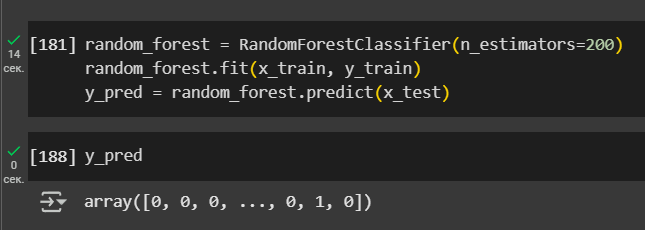 [181] random_forest = RandomForestClassifier(n_estimators=200)
14
сек.
random_forest.fit(x_train, y_train)
y_pred = random_forest.predict(x_test)
[188] y_pred
0
сек.
array([0, 0, 0, ..., 0, 1, 0])